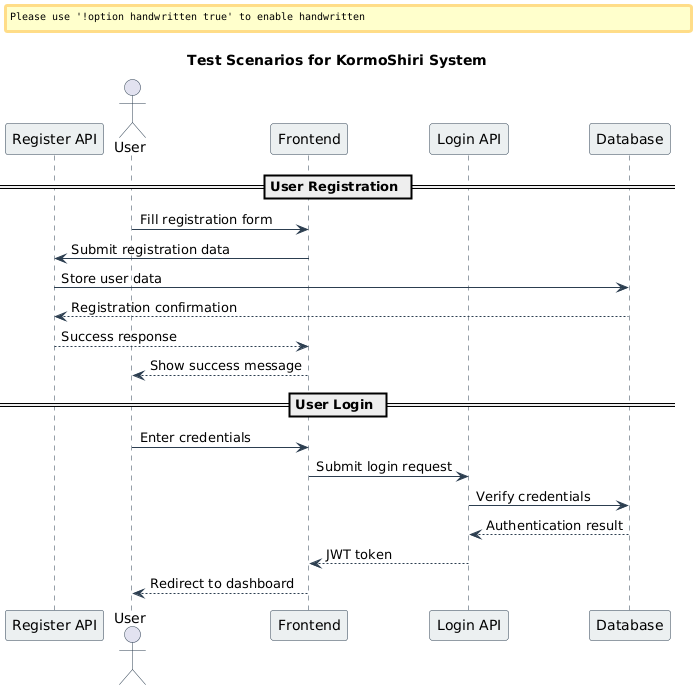 Please use '!option handwritten true' to enable handwritten
Test Scenarios for KormoShiri System
Register API
User
Frontend
Login API
Database
User Registration
Fill registration form
Submit registration data
Store user data
Registration confirmation
Success response
Show success message
User Login
Enter credentials
Submit login request
Verify credentials
Authentication result
JWT token
Redirect to dashboard
Register API
User
Frontend
Login API
Database